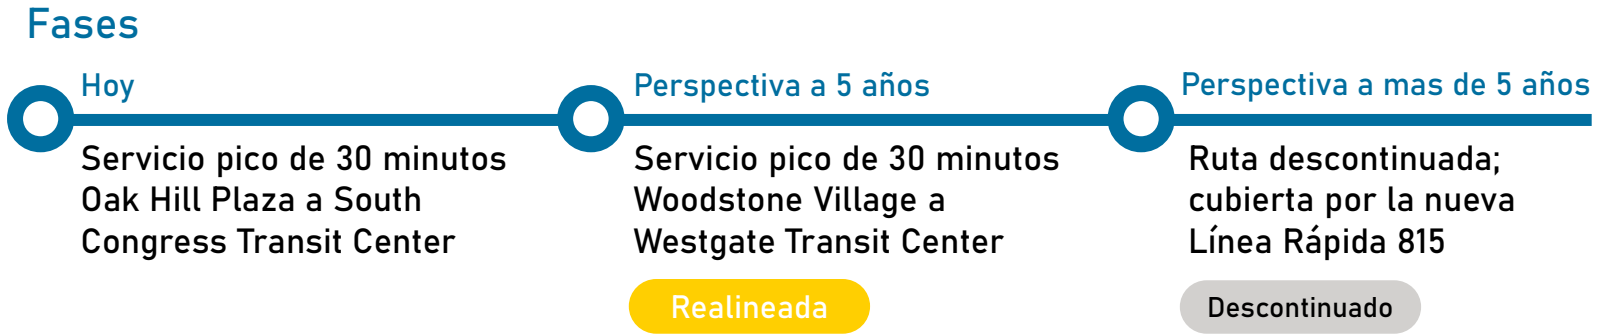 Fases
Hoy
Servicio pico de 30 minutos
Oak Hill Plaza a South
Congress Transit Center
Perspectiva a 5 años
Servicio pico de 30 minutos
Woodstone Village a
Westgate Transit Center
Realineada
Perspectiva a mas de 5 años
Ruta descontinuada;
cubierta por la nueva
Línea Rápida 815
Descontinuado